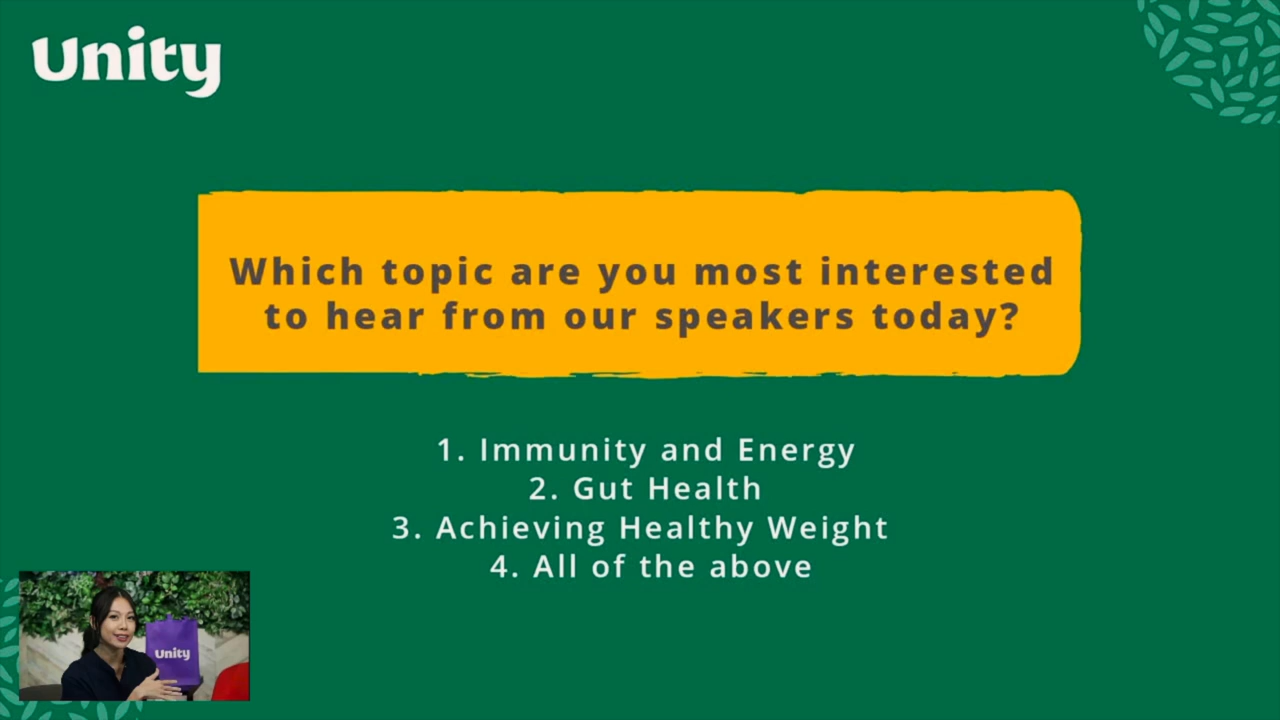 Unity
Which topic are you most interested
to hear from our speakers today?
1. Immunity and Energy
2. Gut Health
3. Achieving Healthy Weight
4. All of the above
Unity